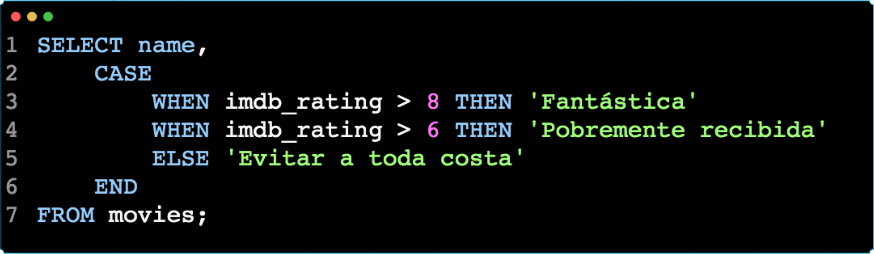 1 SELECT name,
2     CASE
3         WHEN imdb_rating > 8 THEN 'Fantástica'
4         WHEN imdb_rating > 6 THEN 'Pobremente recibida'
5         ELSE 'Evitar a toda costa'
6     END
7 FROM movies;